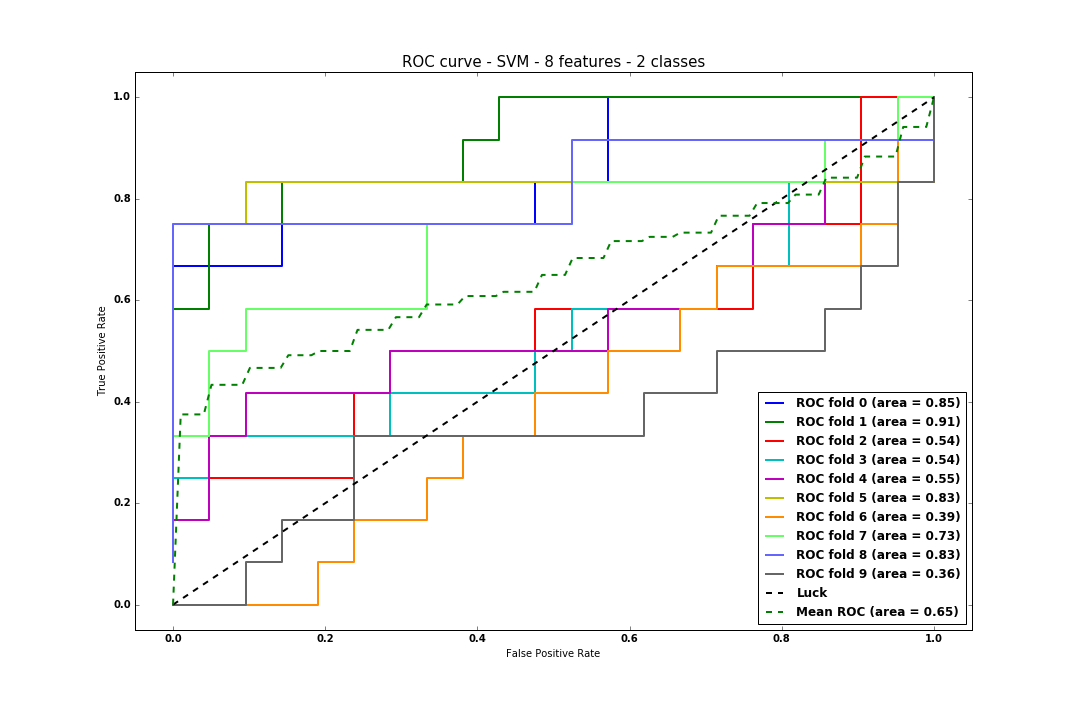 ROC curve - SVM - 8 features - 2 classes
1.0
0.8
0.6
0.4
0.2
0.0
True Positive Rate
0.0 0.2 0.4 0.6 0.8 1.0
False Positive Rate
ROC fold 0 (area = 0.85)
ROC fold 1 (area = 0.91)
ROC fold 2 (area = 0.54)
ROC fold 3 (area = 0.54)
ROC fold 4 (area = 0.55)
ROC fold 5 (area = 0.83)
ROC fold 6 (area = 0.39)
ROC fold 7 (area = 0.73)
ROC fold 8 (area = 0.83)
ROC fold 9 (area = 0.36)
Luck
Mean ROC (area = 0.65)